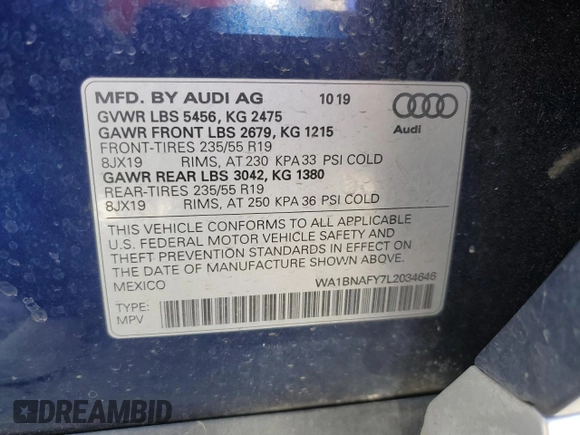 MFD. BY AUDI AG 10 19
GVWR LBS 5456, KG 2475
GAWR FRONT LBS 2679, KG 1215
FRONT-TIRES 235/55 R19
8JX19 RIMS, AT 230 KPA 33 PSI COLD
GAWR REAR LBS 3042, KG 1380
REAR-TIRES 235/55 R19
8JX19 RIMS, AT 250 KPA 36 PSI COLD
Audi
THIS VEHICLE CONFORMS TO ALL APPLICABLE
U.S. FEDERAL MOTOR VEHICLE SAFETY AND
THEFT PREVENTION STANDARDS IN EFFECT ON
THE DATE OF MANUFACTURE SHOWN ABOVE.
MEXICO WA1BNAFY7L2034646
TYPE:
MPV
DREAMBID